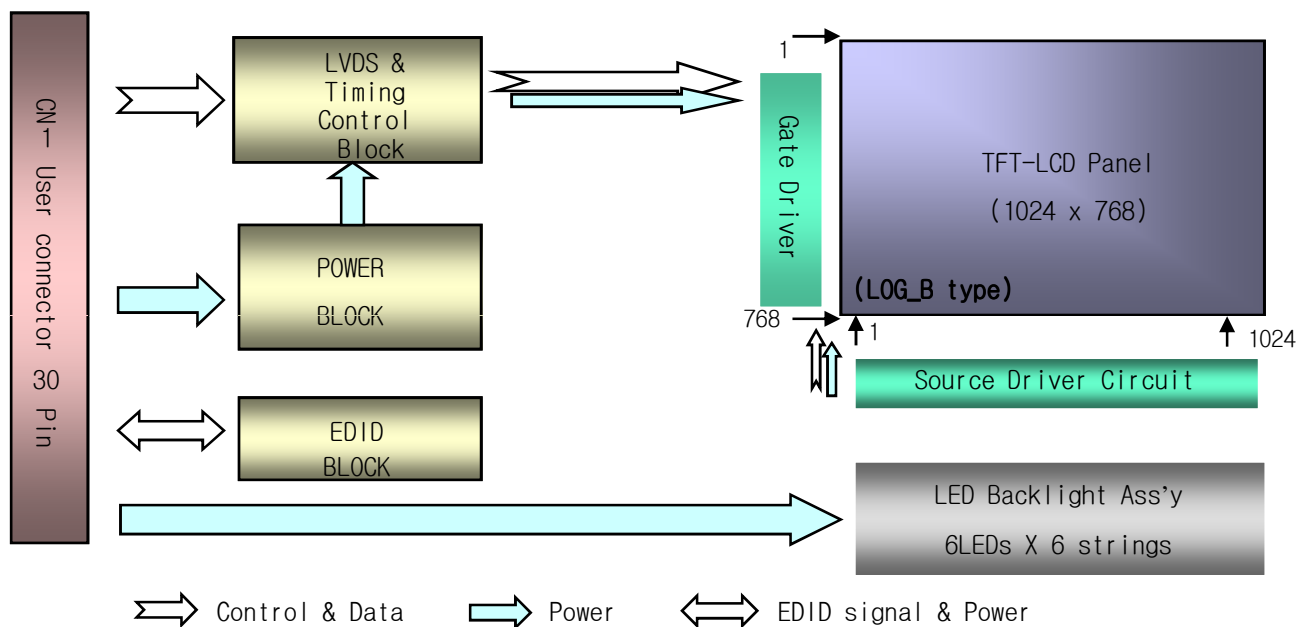 CN-1 User connector 30 Pin
LVDS &
Timing
Control
Block
POWER
BLOCK
EDID
BLOCK
1
Gate Driver
768
TFT-LCD Panel
(1024 x 768)
(LOG_B type)
1
1024
Source Driver Circuit
LED Backlight Ass’y
6LEDs X 6 strings
Control & Data
Power
EDID signal & Power